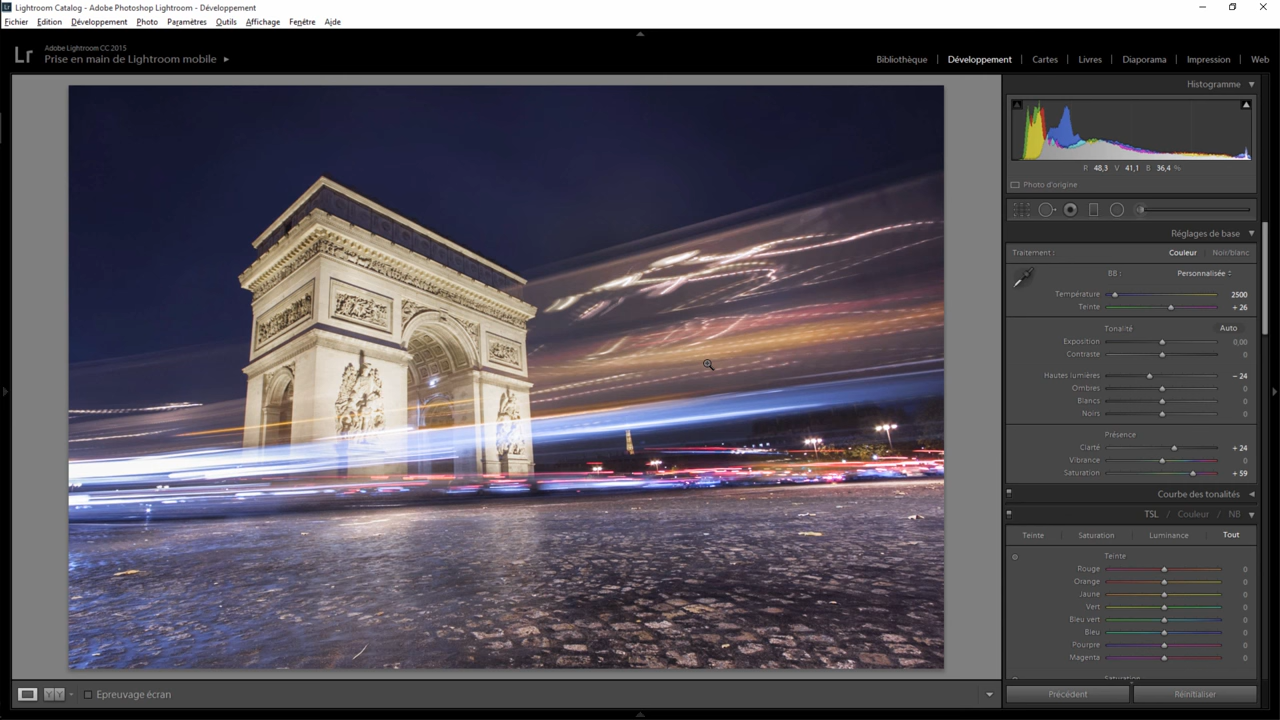 Lightroom Catalog - Adobe Photoshop Lightroom - Développement
Fichier Edition Développement Photo Paramètres Outils Affichage Fenêtre Aide
Lr
Adobe Lightroom CC 2015
Prise en main de Lightroom mobile
Bibliothèque | Développement | Cartes | Livres | Diaporama | Impression | Web
Histogramme
R 48,3 V 41,1 B 36,4 %
Photo d'origine
Réglages de base
Traitement : Couleur Noir/blanc
BB : Personnalisée
Température 2500
Teinte + 26
Tonalité Auto
Exposition 0,00
Contraste 0
Hautes lumières – 24
Ombres 0
Blancs 0
Noirs 0
Présence
Clarté + 24
Vibrance 0
Saturation + 59
Courbe des tonalités
TSL / Couleur / NB
Teinte Saturation Luminance Tout
Teinte
Rouge 0
Orange 0
Jaune 0
Vert 0
Bleu vert 0
Bleu 0
Pourpre 0
Magenta 0
Saturation
Epreuvage écran
Précédent Réinitialiser